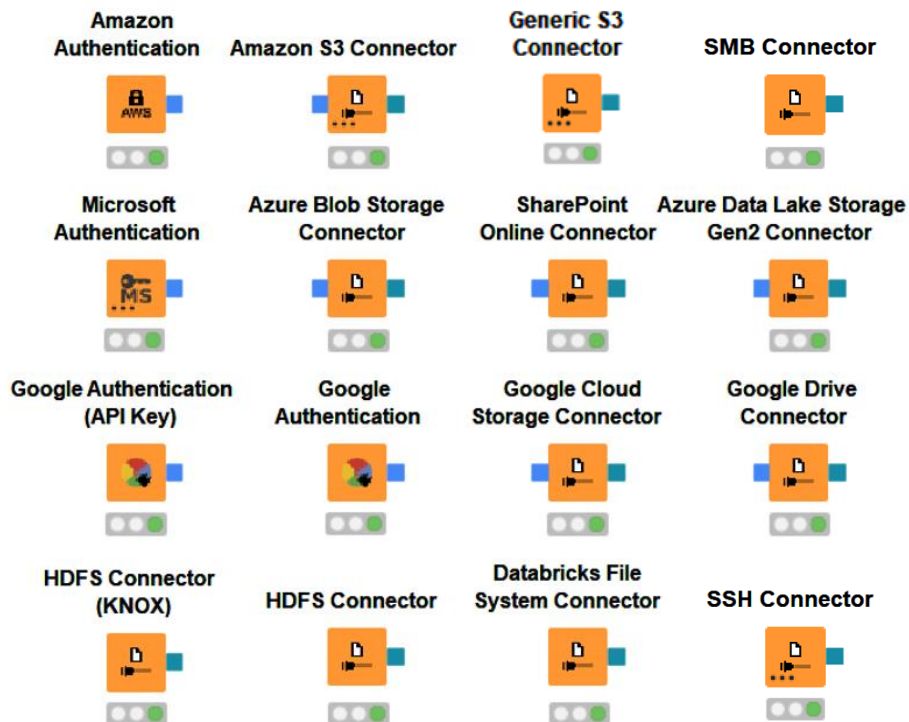 Amazon
Authentication
Amazon S3 Connector
Generic S3
Connector
SMB Connector
AWS
Microsoft
Authentication
Azure Blob Storage
Connector
SharePoint
Online Connector
Azure Data Lake Storage
Gen2 Connector
MS
Google Authentication
(API Key)
Google
Authentication
Google Cloud
Storage Connector
Google Drive
Connector
HDFS Connector
(KNOX)
HDFS Connector
Databricks File
System Connector
SSH Connector